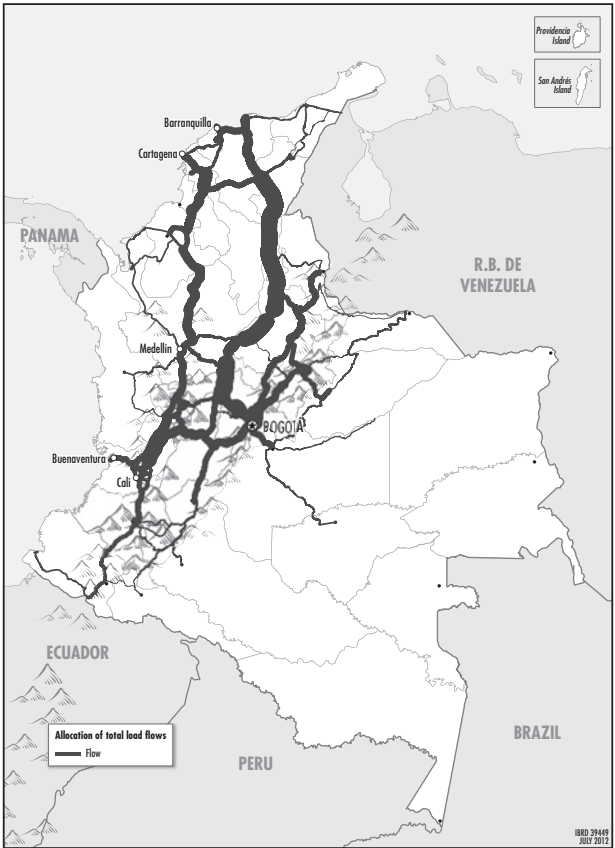 Providencia
Island
San Andrés
Island
Barranquilla
Cartagena
PANAMA
R.B. DE
VENEZUELA
Medellín
BOGOTÁ
Buenaventura
Cali
ECUADOR
Allocation of total load flows
Flow
BRAZIL
PERU
IBRD 39449
JULY 2012